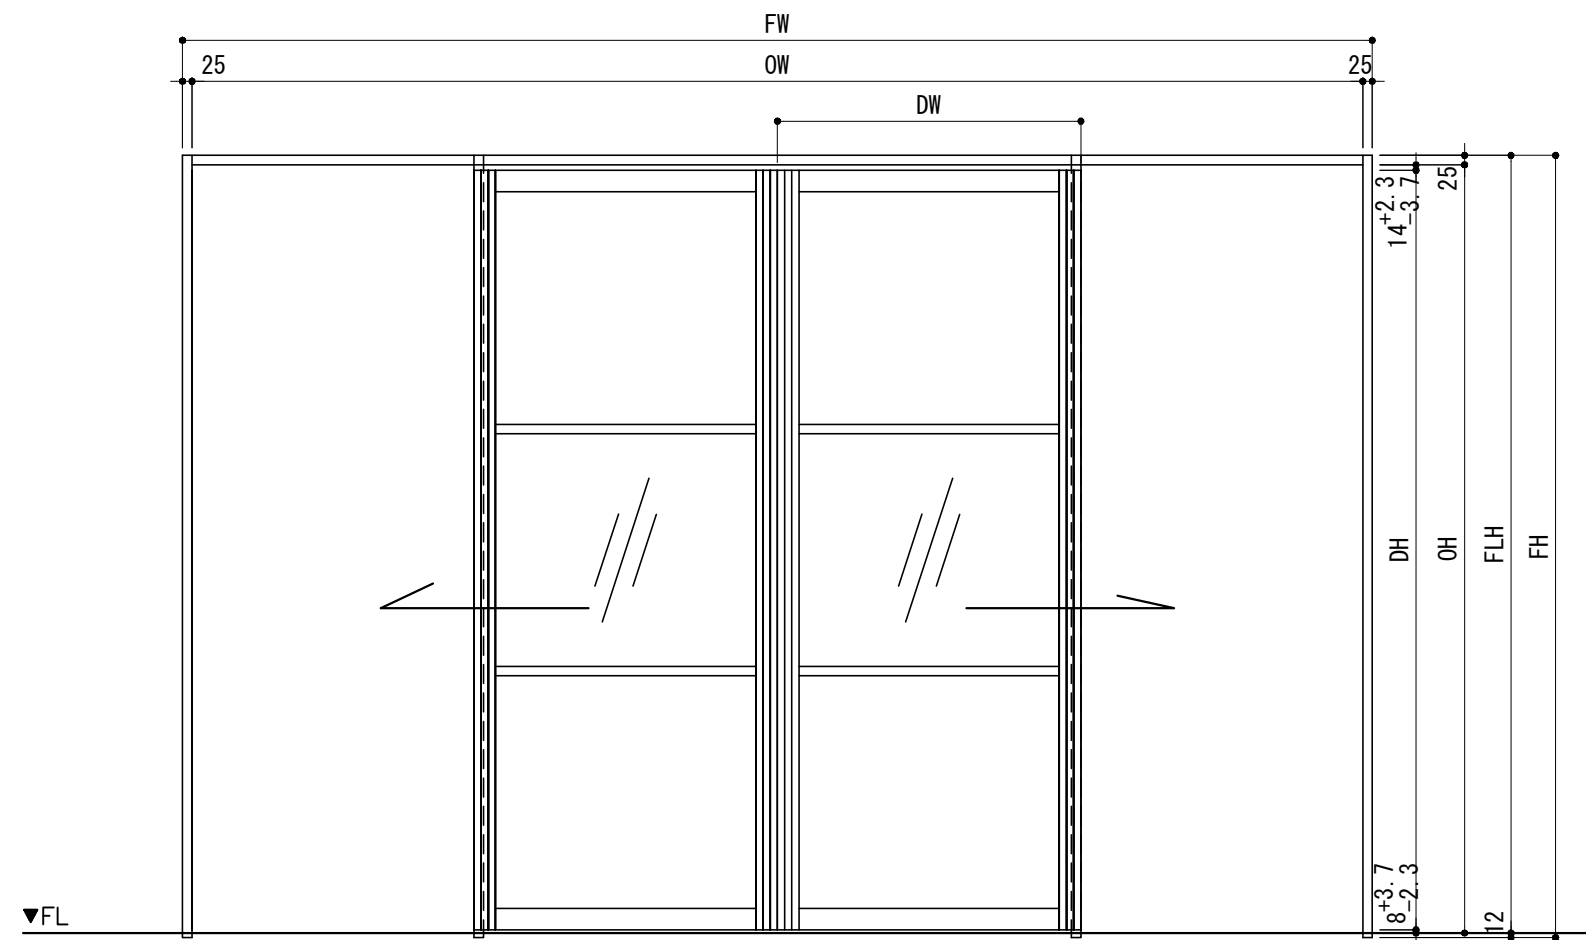 FW
25
OW
25
DW
14 +2.3 -3.7
25
DH
OH
FLH
FH
8 +3.7 -2.3
12
▼FL